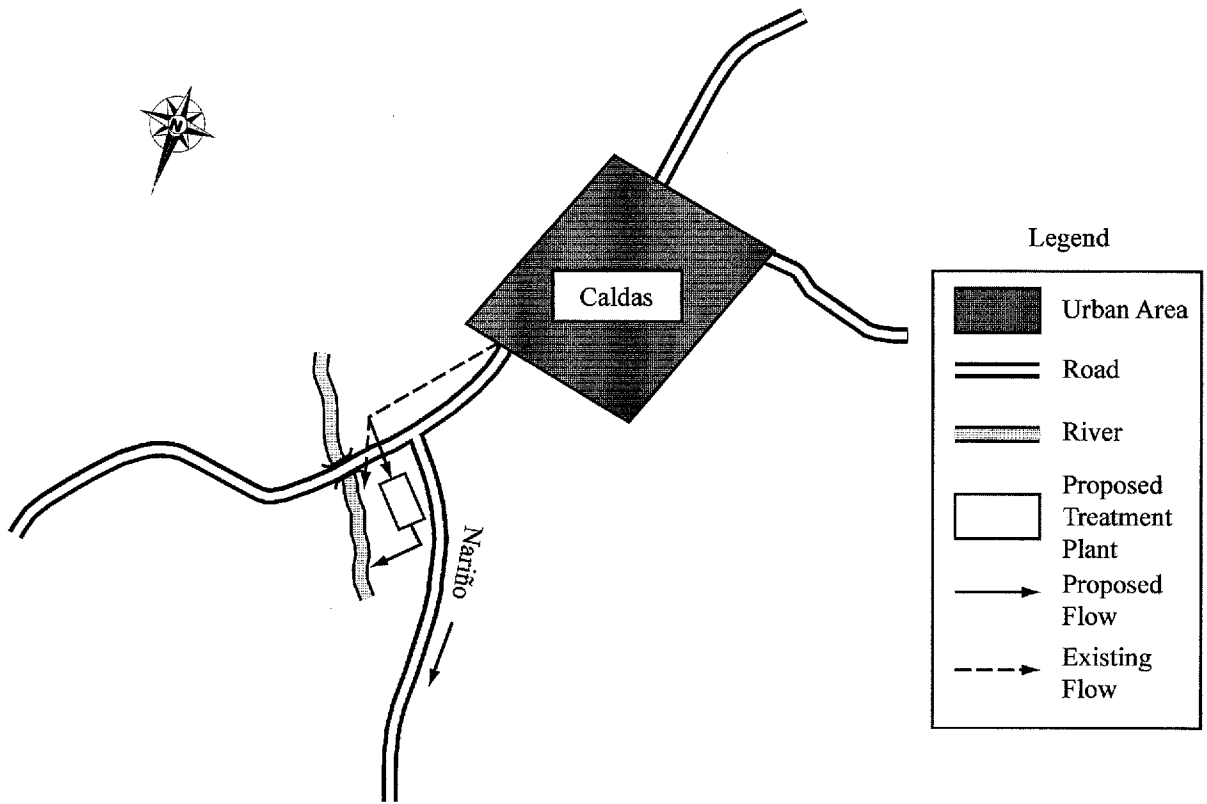 N
Caldas
Nariño
Legend
Urban Area
Road
River
Proposed
Treatment
Plant
Proposed
Flow
Existing
Flow